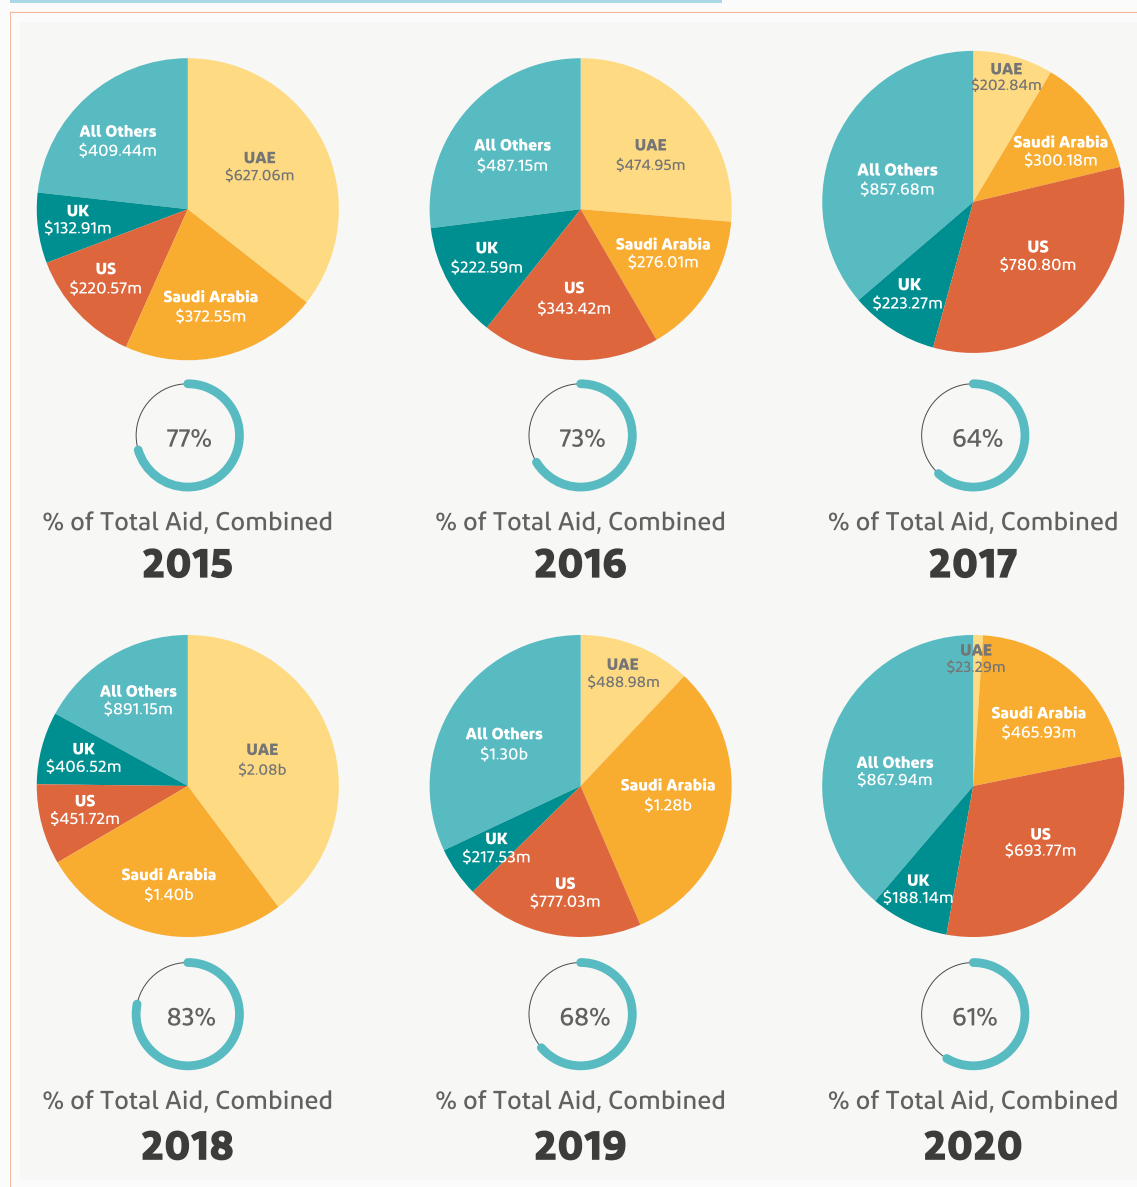 UAE
$627.06m
Saudi Arabia
$372.55m
US
$220.57m
UK
$132.91m
All Others
$409.44m
77%
% of Total Aid, Combined
2015
UAE
$474.95m
Saudi Arabia
$276.01m
US
$343.42m
UK
$222.59m
All Others
$487.15m
73%
% of Total Aid, Combined
2016
UAE
$202.84m
Saudi Arabia
$300.18m
US
$780.80m
UK
$223.27m
All Others
$857.68m
64%
% of Total Aid, Combined
2017
UAE
$2.08b
Saudi Arabia
$1.40b
US
$451.72m
UK
$406.52m
All Others
$891.15m
83%
% of Total Aid, Combined
2018
UAE
$488.98m
Saudi Arabia
$1.28b
US
$777.03m
UK
$217.53m
All Others
$1.30b
68%
% of Total Aid, Combined
2019
UAE
$23.29m
Saudi Arabia
$465.93m
US
$693.77m
UK
$188.14m
All Others
$867.94m
61%
% of Total Aid, Combined
2020